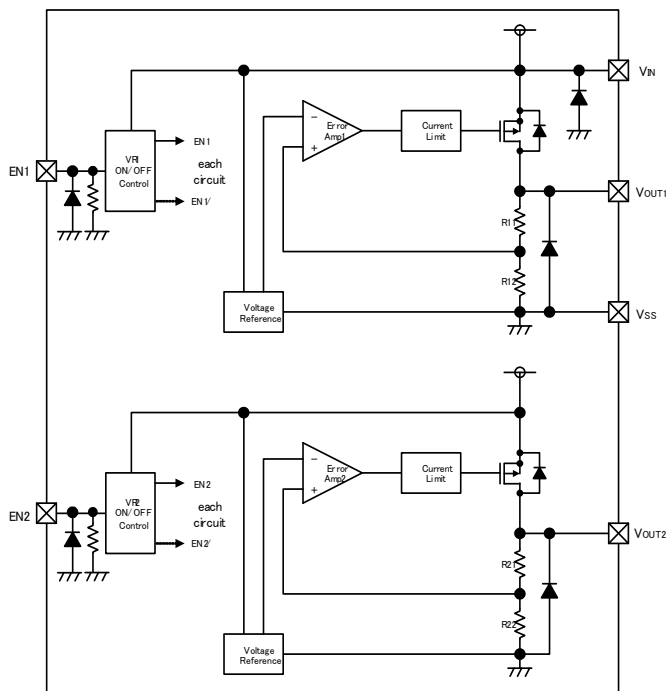 VIN
Error
Amp1
−
+
Current
Limit
EN1
VR1
ON/OFF
Control
EN1
each
circuit
EN1/
VOUT1
R11
R12
Voltage
Reference
VSS
Error
Amp2
−
+
Current
Limit
EN2
VR2
ON/OFF
Control
EN2
each
circuit
EN2/
VOUT2
R21
R22
Voltage
Reference